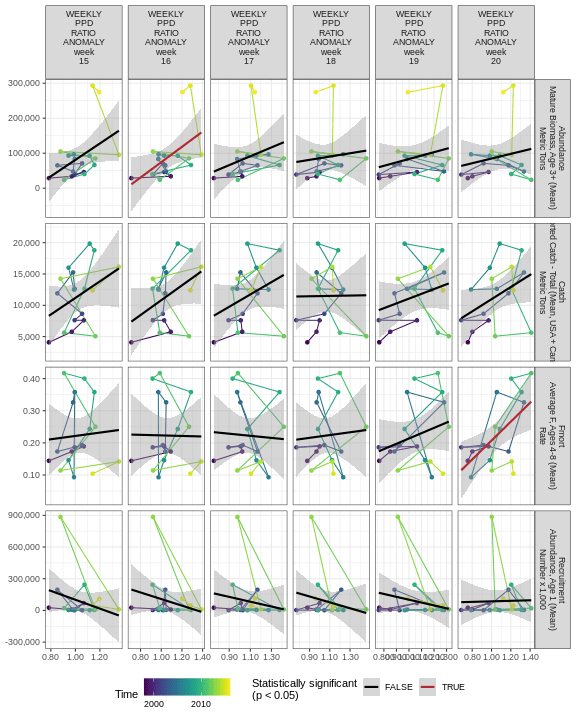 WEEKLY WEEKLY WEEKLY WEEKLY WEEKLY WEEKLY
PPD PPD PPD PPD PPD PPD
RATIO RATIO RATIO RATIO RATIO RATIO
ANOMALY ANOMALY ANOMALY ANOMALY ANOMALY ANOMALY
week week week week week week
15 16 17 18 19 20
300,000
200,000
100,000
0
Abundance
Mature Biomass, Age 3+ (Mean)
Metric Tons
20,000
15,000
10,000
5,000
Catch
rted Catch - Total (Mean, USA + Can
Metric Tons
0.40
0.30
0.20
0.10
Fmort
Average F, Ages 4-8 (Mean)
Rate
900,000
600,000
300,000
0
-300,000
Recruitment
Abundance, Age 1 (Mean)
Number x 1,000
0.80 1.00 1.20 0.80 1.00 1.20 1.40 0.90 1.10 1.30 0.90 1.10 1.30 0.80 1.00 1.20 1.40
Time
2000 2010
Statistically significant
(p < 0.05)
FALSE TRUE